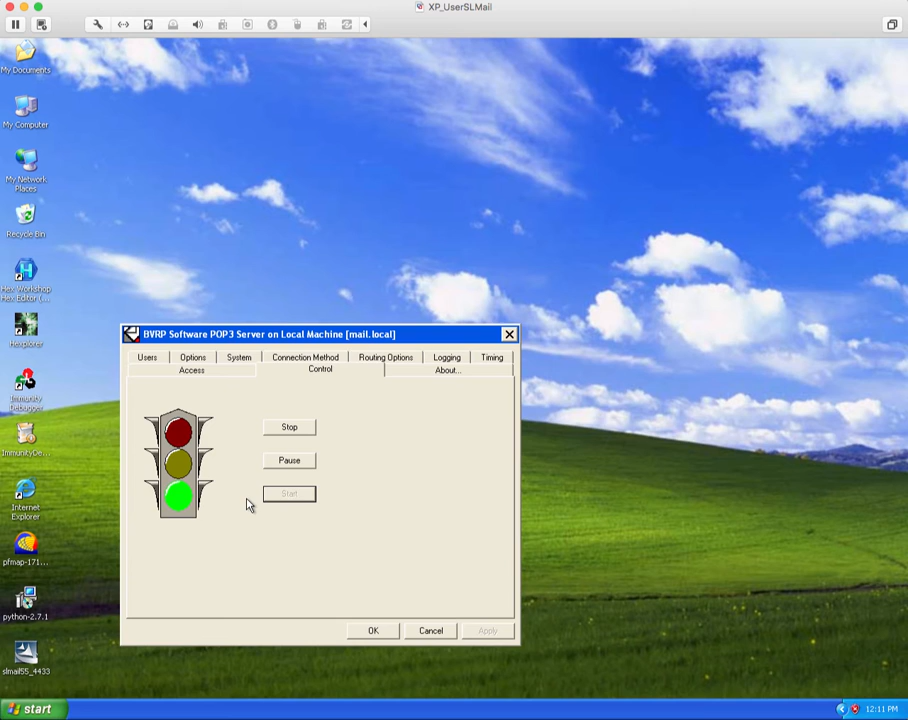 XP_UserSLMail
My Documents
My Computer
My Network
Places
Recycle Bin
Hex Workshop
Hex Editor (...
Hexplorer
Immunity
Debugger
ImmunityDe...
Internet
Explorer
pfmap-171...
python-2.7.1
slmail55_4433
BVRP Software POP3 Server on Local Machine [mail.local]
Users Options System Connection Method Routing Options Logging Timing
Access Control About...
Stop
Pause
Start
OK Cancel Apply
start
12:11 PM